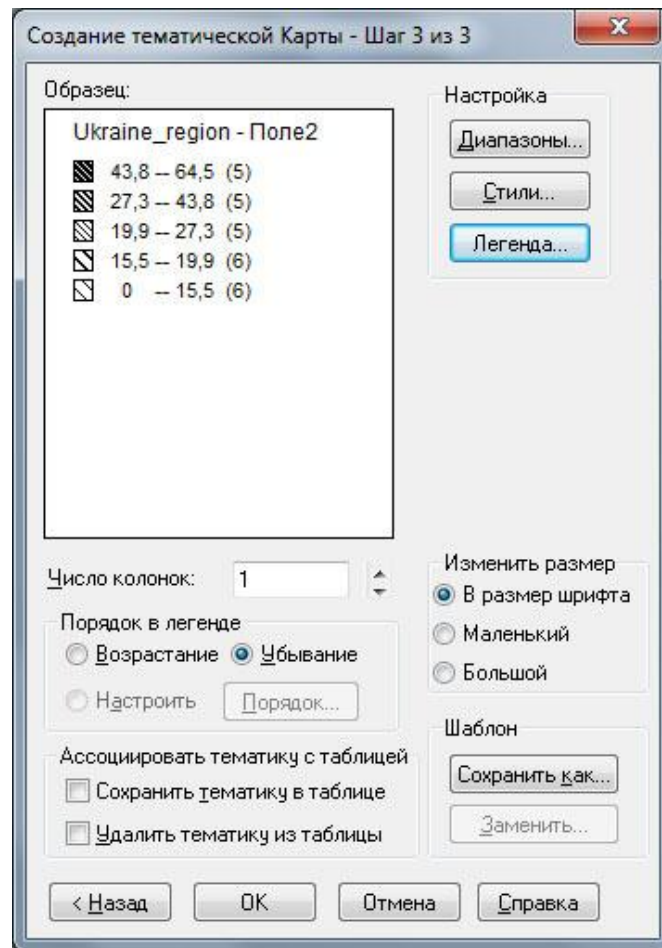 Создание тематической Карты - Шаг 3 из 3
Образец:
Ukraine_region - Поле2
43,8 -- 64,5 (5)
27,3 -- 43,8 (5)
19,9 -- 27,3 (5)
15,5 -- 19,9 (6)
0 -- 15,5 (6)
Настройка
Диапазоны...
Стили...
Легенда...
Число колонок: 1
Порядок в легенде
Возрастание Убывание
Настроить Порядок...
Изменить размер
В размер шрифта
Маленький
Большой
Ассоциировать тематику с таблицей
Сохранить тематику в таблице
Удалить тематику из таблицы
Шаблон
Сохранить как...
Заменить...
< Назад OK Отмена Справка